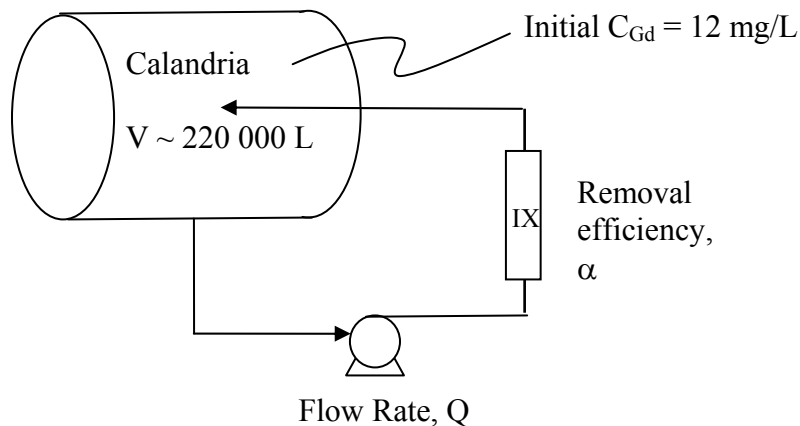 Initial C_Gd = 12 mg/L
Calandria
V ~ 220 000 L
IX
Removal
efficiency,
α
Flow Rate, Q